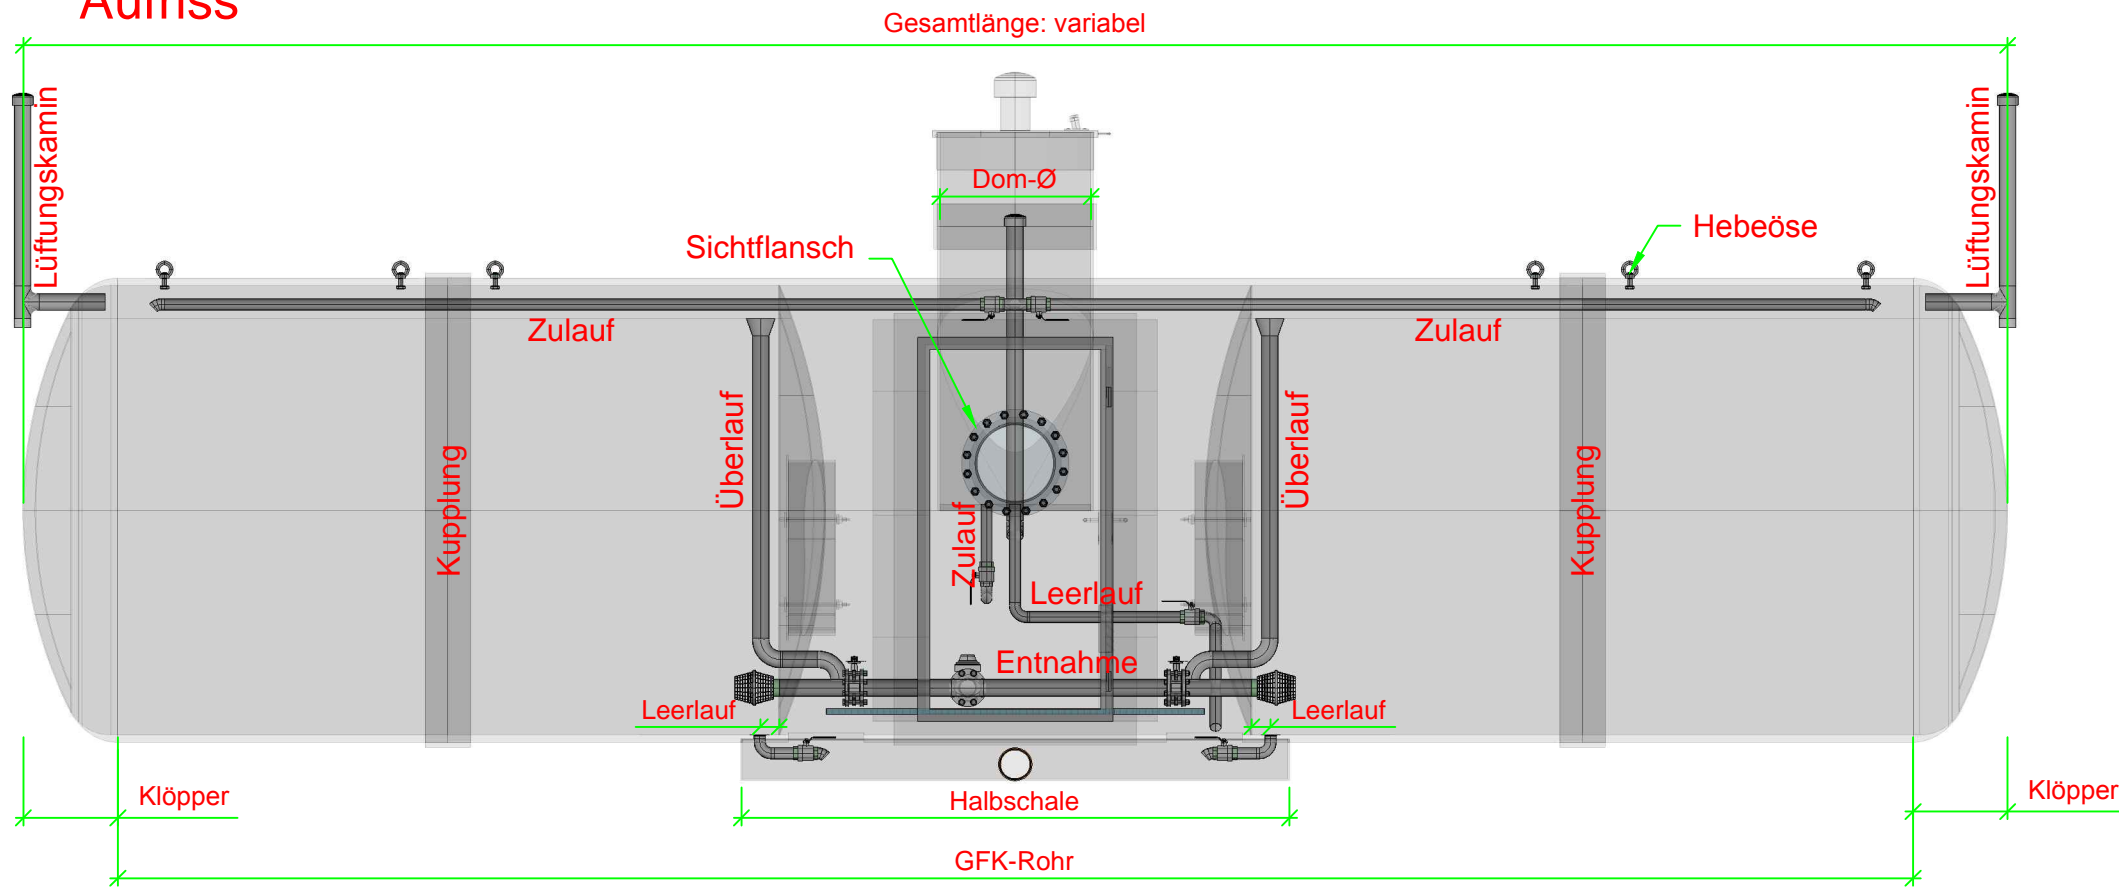 Aufriss
Gesamtlänge: variabel
Lüftungskamin
Lüftungskamin
Dom-Ø
Sichtflansch
Hebeöse
Zulauf
Zulauf
Überlauf
Überlauf
Kupplung
Kupplung
Zulauf
Leerlauf
Entnahme
Leerlauf
Leerlauf
Klöpper
Halbschale
Klöpper
GFK-Rohr